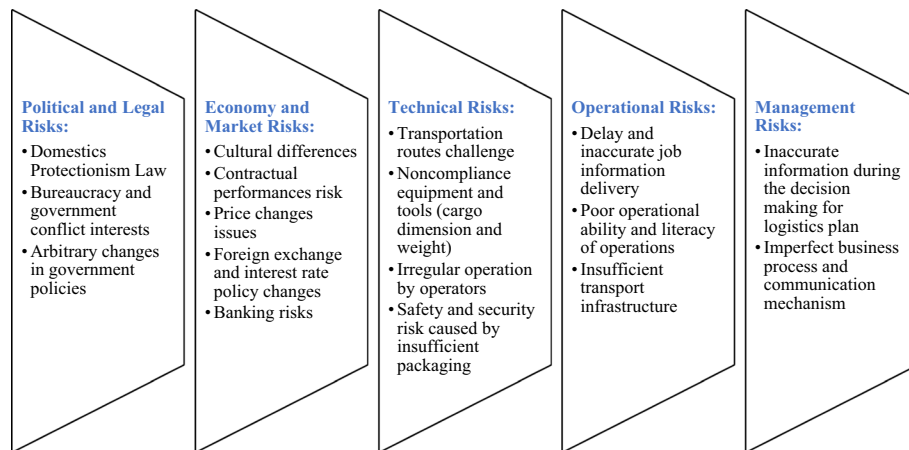 Political and Legal
Risks:
• Domestics
Protectionism Law
• Bureaucracy and
government
conflict interests
• Arbitrary changes
in government
policies
Economy and
Market Risks:
• Cultural differences
• Contractual
performances risk
• Price changes
issues
• Foreign exchange
and interest rate
policy changes
• Banking risks
Technical Risks:
• Transportation
routes challenge
• Noncompliance
equipment and
tools (cargo
dimension and
weight)
• Irregular operation
by operators
• Safety and security
risk caused by
insufficient
packaging
Operational Risks:
• Delay and
inaccurate job
information
delivery
• Poor operational
ability and literacy
of operations
• Insufficient
transport
infrastructure
Management
Risks:
• Inaccurate
information during
the decision
making for
logistics plan
• Imperfect business
process and
communication
mechanism